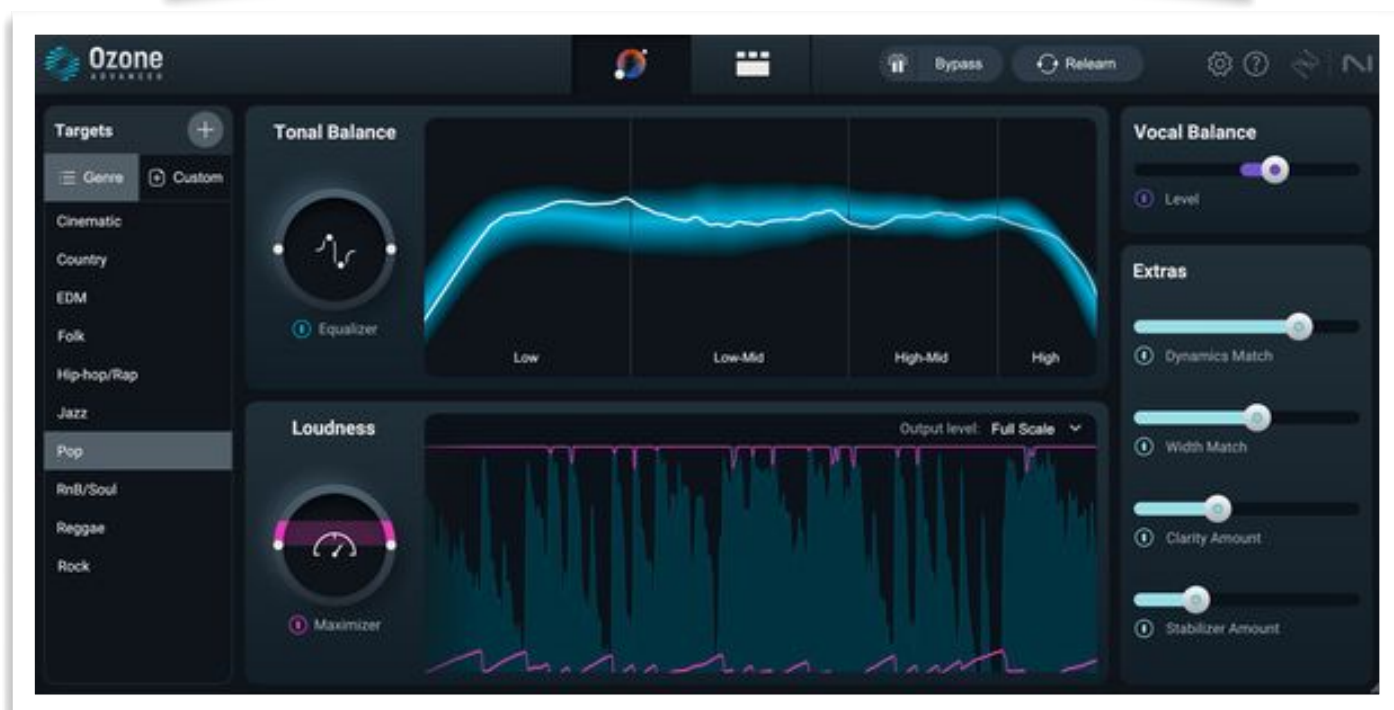 Ozone
ADVANCED
Bypass
Relearn
Targets
Genre
Custom
Cinematic
Country
EDM
Folk
Hip-hop/Rap
Jazz
Pop
RnB/Soul
Reggae
Rock
Tonal Balance
Equalizer
Low
Low-Mid
High-Mid
High
Loudness
Output level: Full Scale
Maximizer
Vocal Balance
Level
Extras
Dynamics Match
Width Match
Clarity Amount
Stabilizer Amount